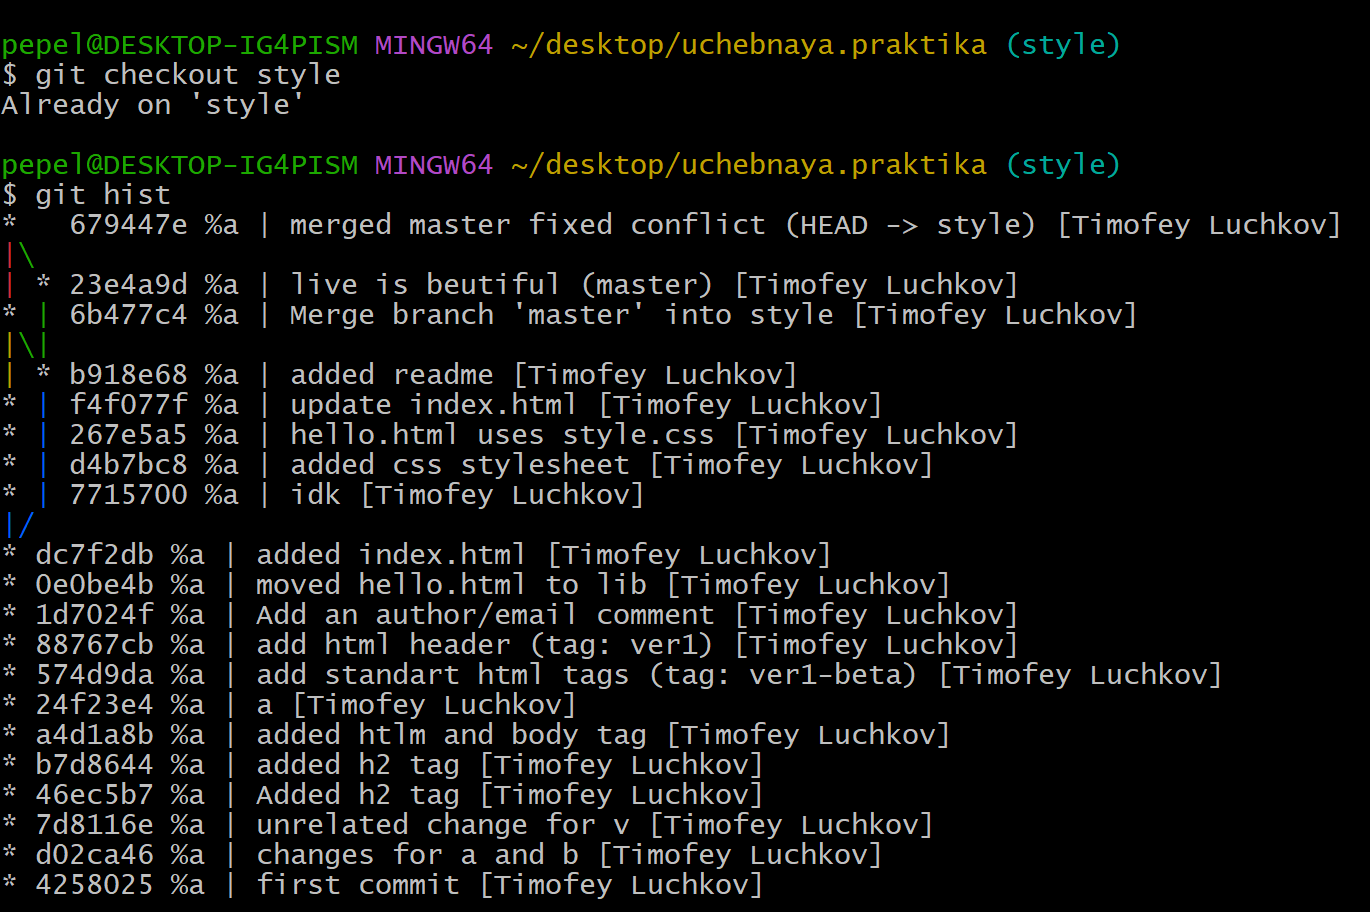 pepel@DESKTOP-IG4PISM MINGW64 ~/desktop/uchebnaya.praktika (style)
$ git checkout style
Already on 'style'
pepel@DESKTOP-IG4PISM MINGW64 ~/desktop/uchebnaya.praktika (style)
$ git hist
*   679447e %a | merged master fixed conflict (HEAD -> style) [Timofey Luchkov]
|\
| * 23e4a9d %a | live is beutiful (master) [Timofey Luchkov]
* | 6b477c4 %a | Merge branch 'master' into style [Timofey Luchkov]
|\|
| * b918e68 %a | added readme [Timofey Luchkov]
* | f4f077f %a | update index.html [Timofey Luchkov]
* | 267e5a5 %a | hello.html uses style.css [Timofey Luchkov]
* | d4b7bc8 %a | added css stylesheet [Timofey Luchkov]
* | 7715700 %a | idk [Timofey Luchkov]
|/
* dc7f2db %a | added index.html [Timofey Luchkov]
* 0e0be4b %a | moved hello.html to lib [Timofey Luchkov]
* 1d7024f %a | Add an author/email comment [Timofey Luchkov]
* 88767cb %a | add html header (tag: ver1) [Timofey Luchkov]
* 574d9da %a | add standart html tags (tag: ver1-beta) [Timofey Luchkov]
* 24f23e4 %a | a [Timofey Luchkov]
* a4d1a8b %a | added htlm and body tag [Timofey Luchkov]
* b7d8644 %a | added h2 tag [Timofey Luchkov]
* 46ec5b7 %a | Added h2 tag [Timofey Luchkov]
* 7d8116e %a | unrelated change for v [Timofey Luchkov]
* d02ca46 %a | changes for a and b [Timofey Luchkov]
* 4258025 %a | first commit [Timofey Luchkov]